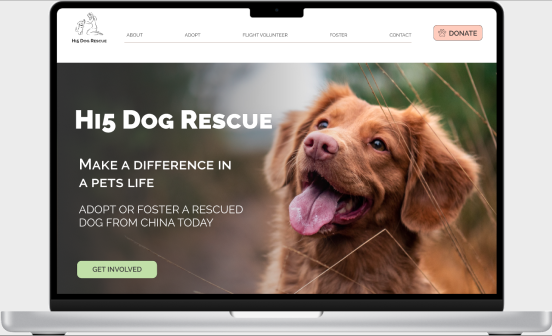 Hi5 Dog Rescue
ABOUT ADOPT FLIGHT VOLUNTEER FOSTER CONTACT
DONATE
Hi5 Dog Rescue
Make a difference in
a pets life
ADOPT OR FOSTER A RESCUED
DOG FROM CHINA TODAY
GET INVOLVED